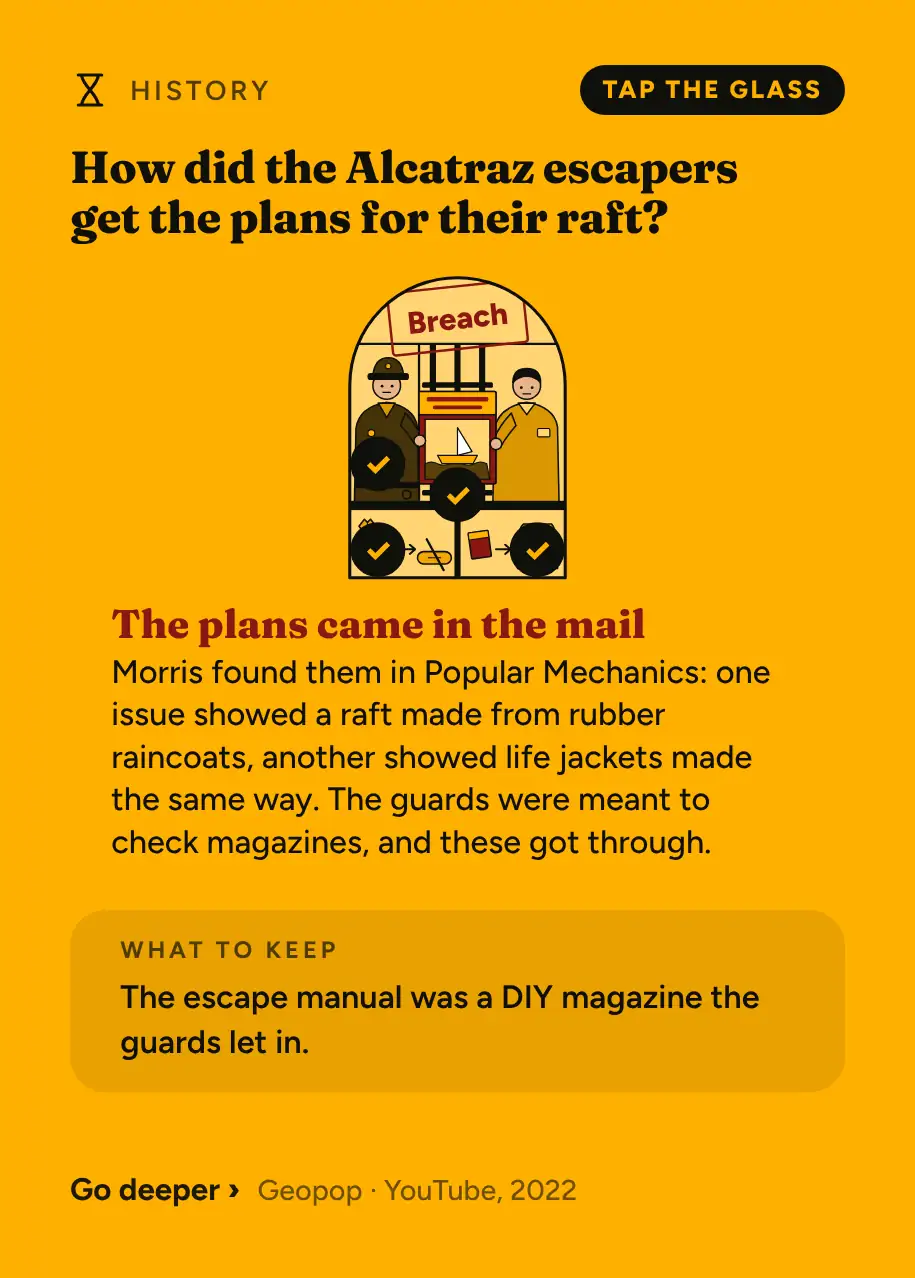 HISTORY
TAP THE GLASS
How did the Alcatraz escapers
get the plans for their raft?
Breach
The plans came in the mail
Morris found them in Popular Mechanics: one
issue showed a raft made from rubber
raincoats, another showed life jackets made
the same way. The guards were meant to
check magazines, and these got through.
WHAT TO KEEP
The escape manual was a DIY magazine the
guards let in.
Go deeper › Geopop · YouTube, 2022